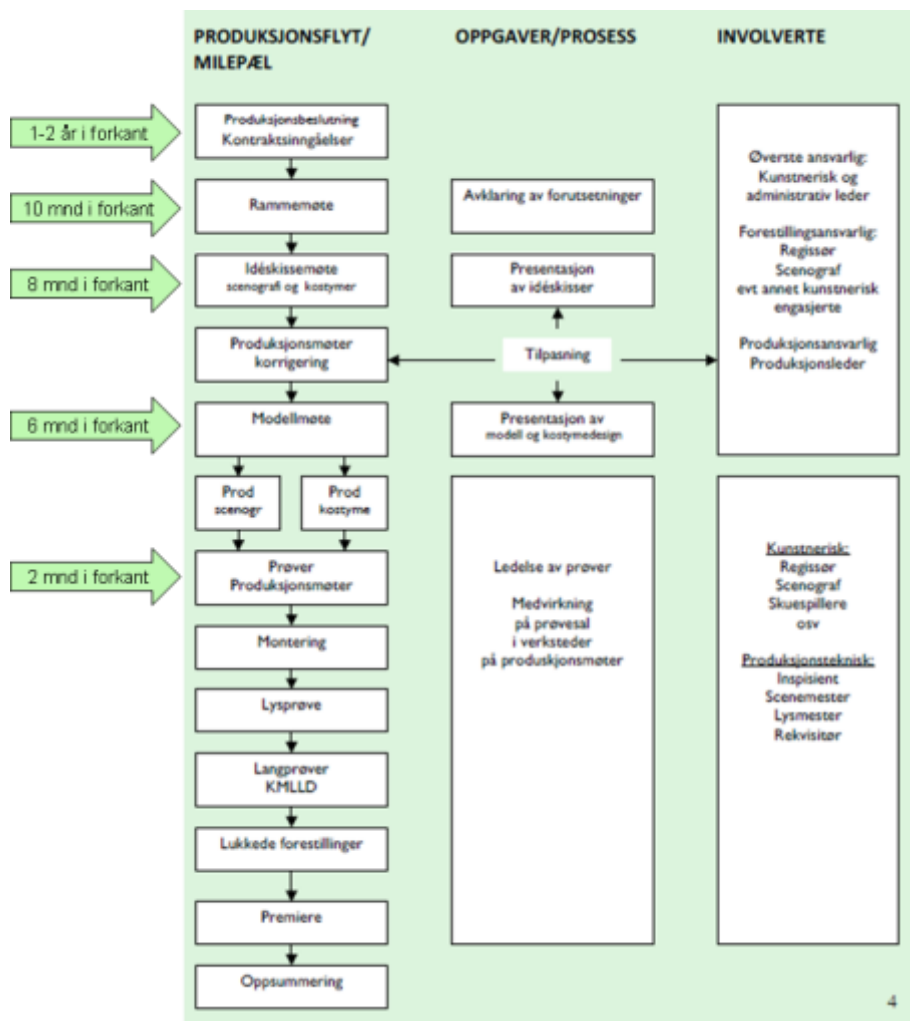 PRODUKSJONSFLYT/
MILEPÆL
OPPGAVER/PROSESS
INVOLVERTE
1-2 år i forkant
Produksjonsbeslutning
Kontraktsinngåelser
10 mnd i forkant
Rammemøte
Avklaring av forutsetninger
8 mnd i forkant
Idéskissemøte
scenografi og kostymer
Presentasjon
av idéskisser
Produksjonsmøter
korrigering
Tilpasning
6 mnd i forkant
Modellmøte
Presentasjon av
modell og kostymedesign
Øverste ansvarlig:
Kunstnerisk og
administrativ leder
Forestillingsansvarlig:
Regissør
Scenograf
evt annet kunstnerisk
engasjerte
Produksjonsansvarlig
Produksjonsleder
Prod
scenogr
Prod
kostyme
2 mnd i forkant
Prøver
Produksjonsmøter
Montering
Lysprøve
Langprøver
KMLLD
Lukkede forestillinger
Premiere
Oppsummering
Ledelse av prøver
Medvirkning
på prøvesal
i verksteder
på produskjonsmøter
Kunstnerisk:
Regissør
Scenograf
Skuespillere
osv
Produksjonsteknisk:
Inspisient
Scenemester
Lysmester
Rekvisitør
4